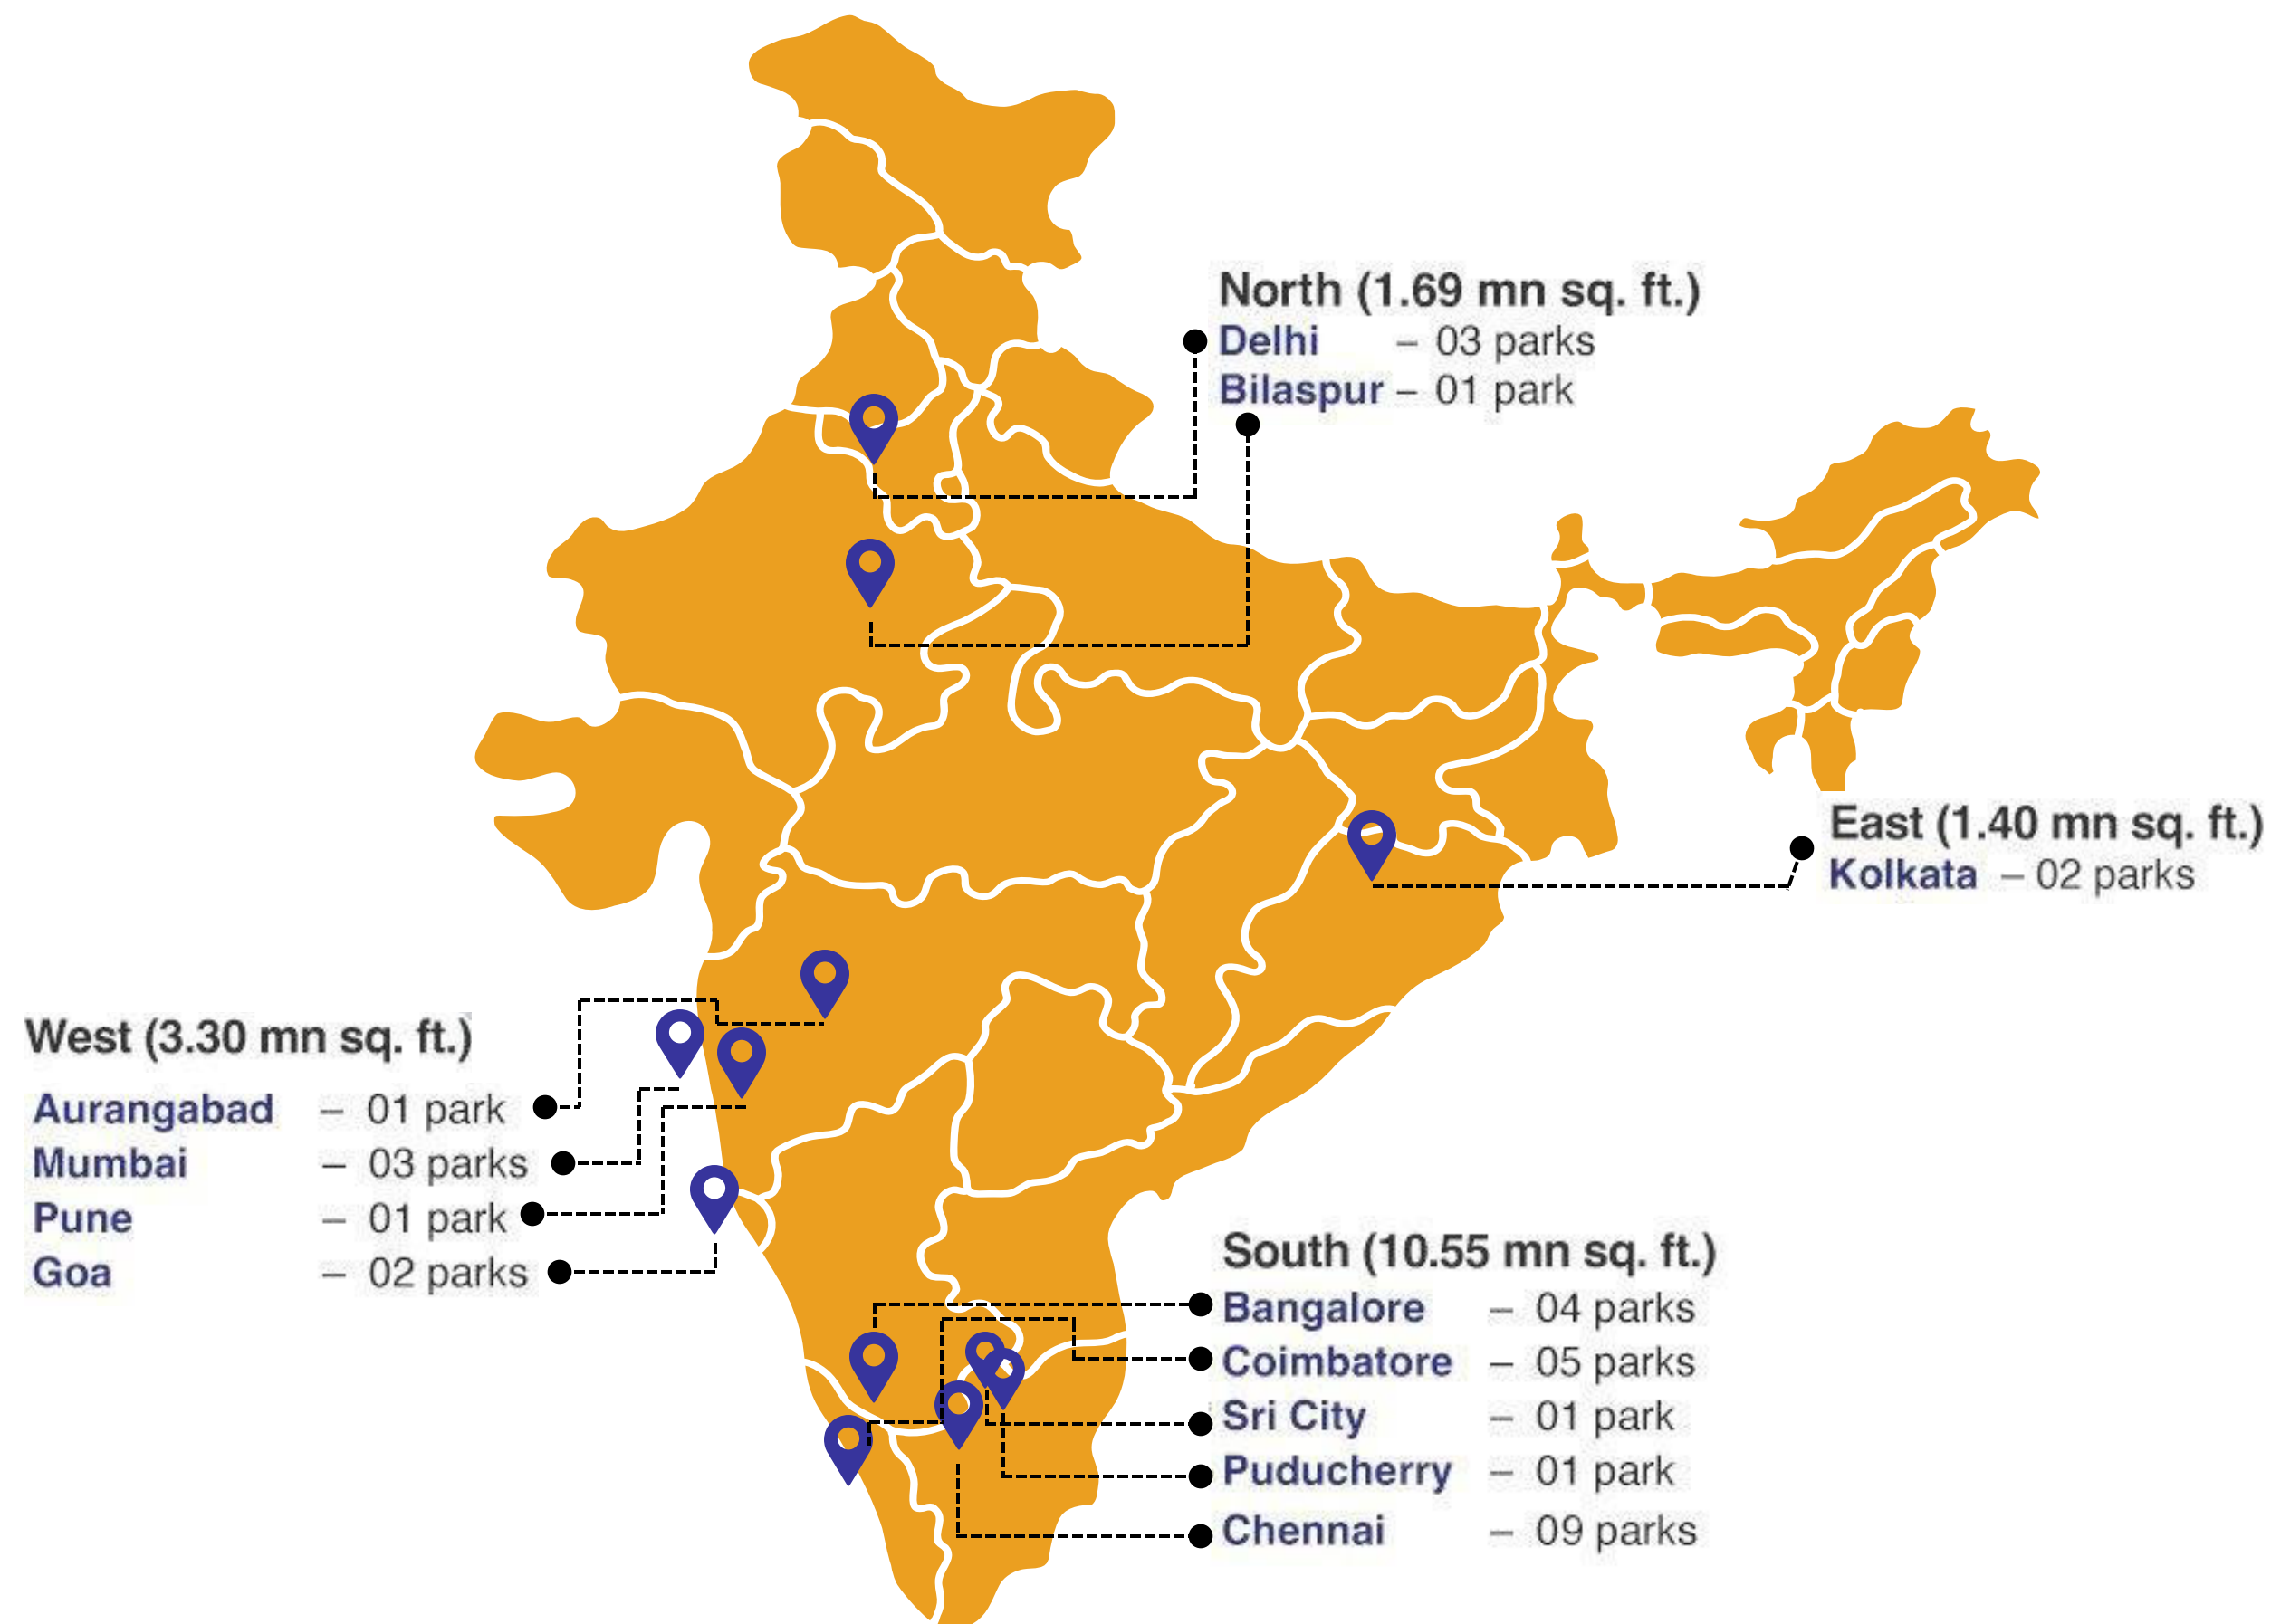 North (1.69 mn sq. ft.)
Delhi – 03 parks
Bilaspur – 01 park
East (1.40 mn sq. ft.)
Kolkata – 02 parks
West (3.30 mn sq. ft.)
Aurangabad – 01 park
Mumbai – 03 parks
Pune – 01 park
Goa – 02 parks
South (10.55 mn sq. ft.)
Bangalore – 04 parks
Coimbatore – 05 parks
Sri City – 01 park
Puducherry – 01 park
Chennai – 09 parks